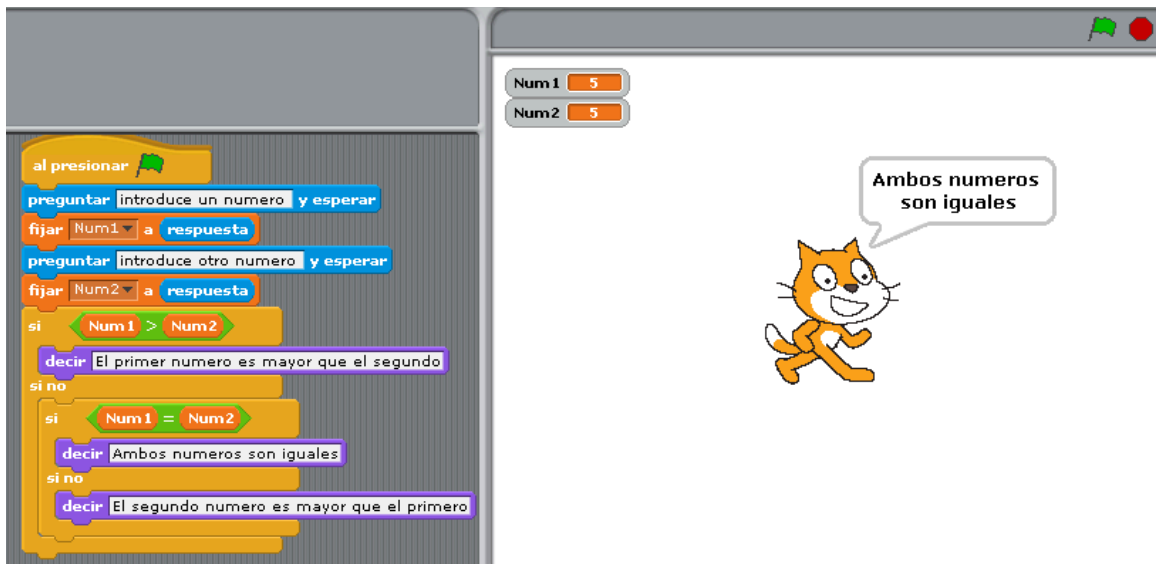 al presionar
preguntar introduce un numero y esperar
fijar Num1 a respuesta
preguntar introduce otro numero y esperar
fijar Num2 a respuesta
si Num1 > Num2
decir El primer numero es mayor que el segundo
si no
si Num1 = Num2
decir Ambos numeros son iguales
si no
decir El segundo numero es mayor que el primero
Num1 5
Num2 5
Ambos numeros
son iguales